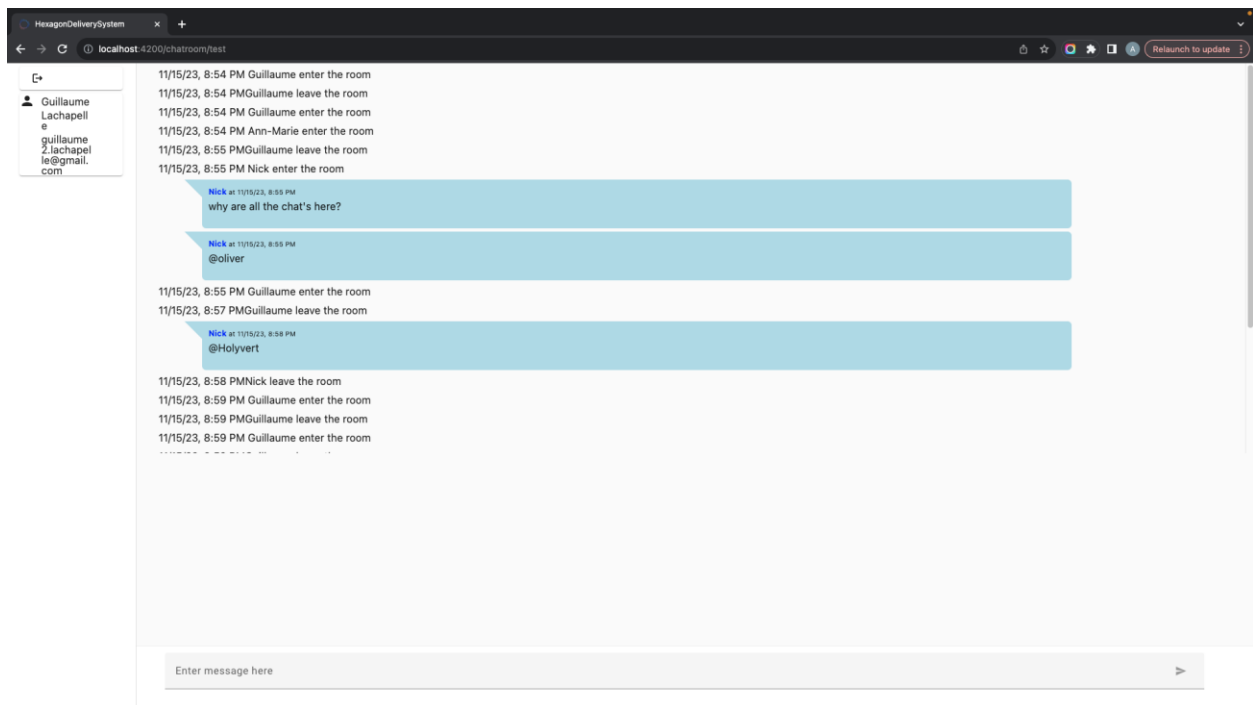 HexagonDeliverySystem
localhost:4200/chatroom/test
Relaunch to update
A
Guillaume
Lachapell
e
guillaume
2.lachapel
le@gmail.
com
11/15/23, 8:54 PM Guillaume enter the room
11/15/23, 8:54 PMGuillaume leave the room
11/15/23, 8:54 PM Guillaume enter the room
11/15/23, 8:54 PM Ann-Marie enter the room
11/15/23, 8:55 PMGuillaume leave the room
11/15/23, 8:55 PM Nick enter the room
Nick at 11/15/23, 8:55 PM
why are all the chat's here?
Nick at 11/15/23, 8:55 PM
@oliver
11/15/23, 8:55 PM Guillaume enter the room
11/15/23, 8:57 PMGuillaume leave the room
Nick at 11/15/23, 8:58 PM
@Holyvert
11/15/23, 8:58 PMNick leave the room
11/15/23, 8:59 PM Guillaume enter the room
11/15/23, 8:59 PMGuillaume leave the room
11/15/23, 8:59 PM Guillaume enter the room
Enter message here